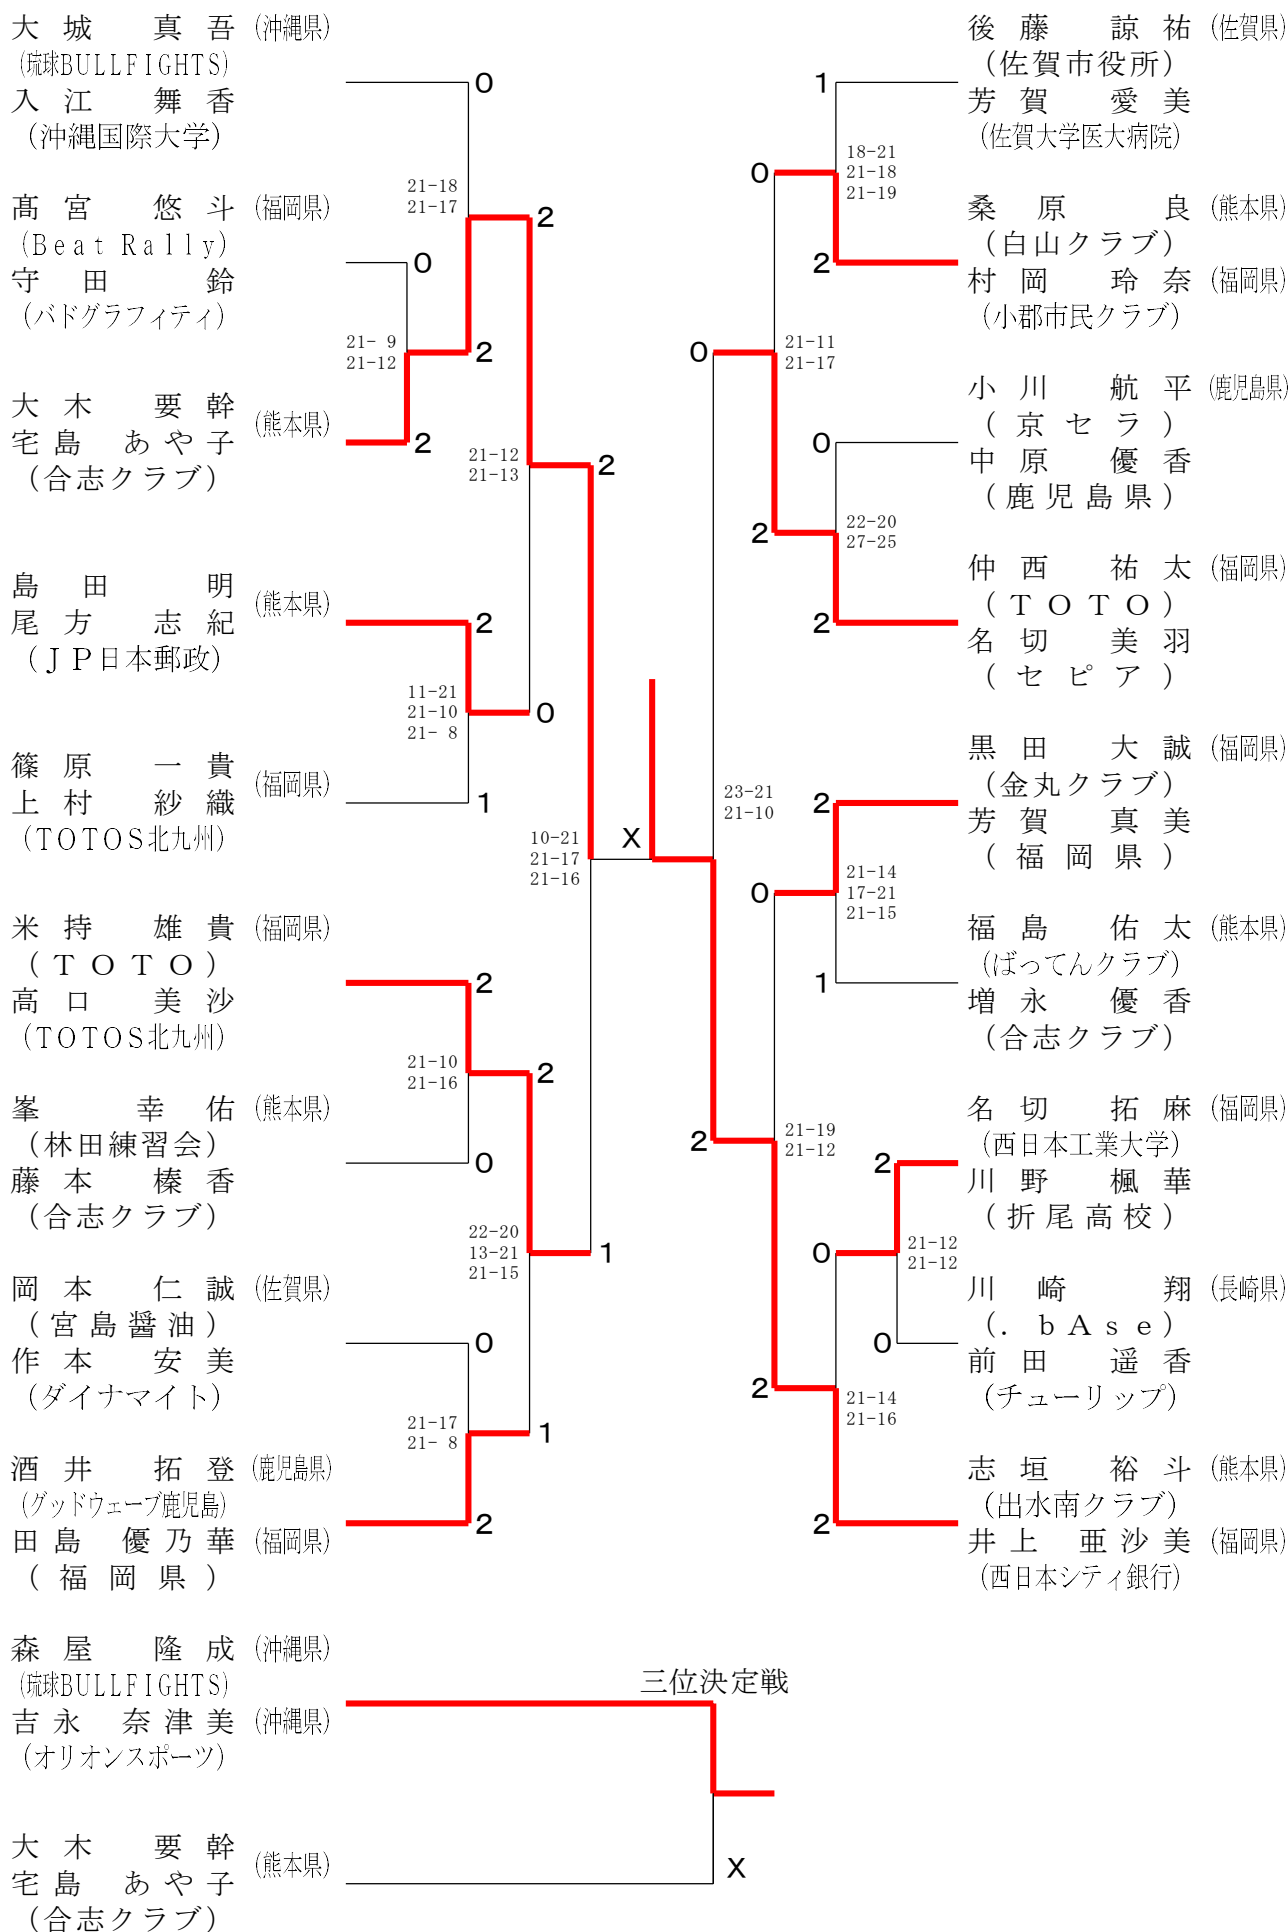 大城 真吾 (沖縄県)
(琉球BULLFIGHTS)
入江 舞香
(沖縄国際大学)
0
21-18
21-17
2
髙宮 悠斗 (福岡県)
(Beat Rally)
守田 鈴
(バドグラフィティ)
0
21- 9
21-12
2
大木 要幹
宅島 あや子 (熊本県)
(合志クラブ)
2
21-12
21-13
2
島田 明
尾方 志紀 (熊本県)
(JP日本郵政)
2
11-21
21-10
21- 8
0
篠原 一貴
上村 紗織 (福岡県)
(TOTOS北九州)
1
10-21
21-17
21-16
X
米持 雄貴 (福岡県)
(TOTO)
高口 美沙
(TOTOS北九州)
2
21-10
21-16
2
峯 幸佑 (熊本県)
(林田練習会)
藤本 榛香
(合志クラブ)
0
22-20
13-21
21-15
1
岡本 仁誠 (佐賀県)
(宮島醤油)
作本 安美
(ダイナマイト)
0
21-17
21- 8
1
酒井 拓登 (鹿児島県)
(グッドウェーブ鹿児島)
田島 優乃華 (福岡県)
(福岡県)
2
後藤 諒祐 (佐賀県)
(佐賀市役所)
芳賀 愛美
(佐賀大学医大病院)
1
18-21
21-18
21-19
0
桑原 良 (熊本県)
(白山クラブ)
村岡 玲奈 (福岡県)
(小郡市民クラブ)
2
21-11
21-17
0
小川 航平 (鹿児島県)
(京セラ)
中原 優香
(鹿児島県)
0
22-20
27-25
2
仲西 祐太 (福岡県)
(TOTO)
名切 美羽
(セピア)
2
23-21
21-10
黒田 大誠 (福岡県)
(金丸クラブ)
芳賀 真美
(福岡県)
2
21-14
17-21
21-15
0
福島 佑太 (熊本県)
(ばってんクラブ)
増永 優香
(合志クラブ)
1
21-19
21-12
2
名切 拓麻 (福岡県)
(西日本工業大学)
川野 楓華
(折尾高校)
2
21-12
21-12
0
川崎 翔 (長崎県)
(.bAse)
前田 遥香
(チューリップ)
0
21-14
21-16
2
志垣 裕斗 (熊本県)
(出水南クラブ)
井上 亜沙美 (福岡県)
(西日本シティ銀行)
2
三位決定戦
森屋 隆成 (沖縄県)
(琉球BULLFIGHTS)
吉永 奈津美 (沖縄県)
(オリオンスポーツ)
大木 要幹
宅島 あや子 (熊本県)
(合志クラブ)
X